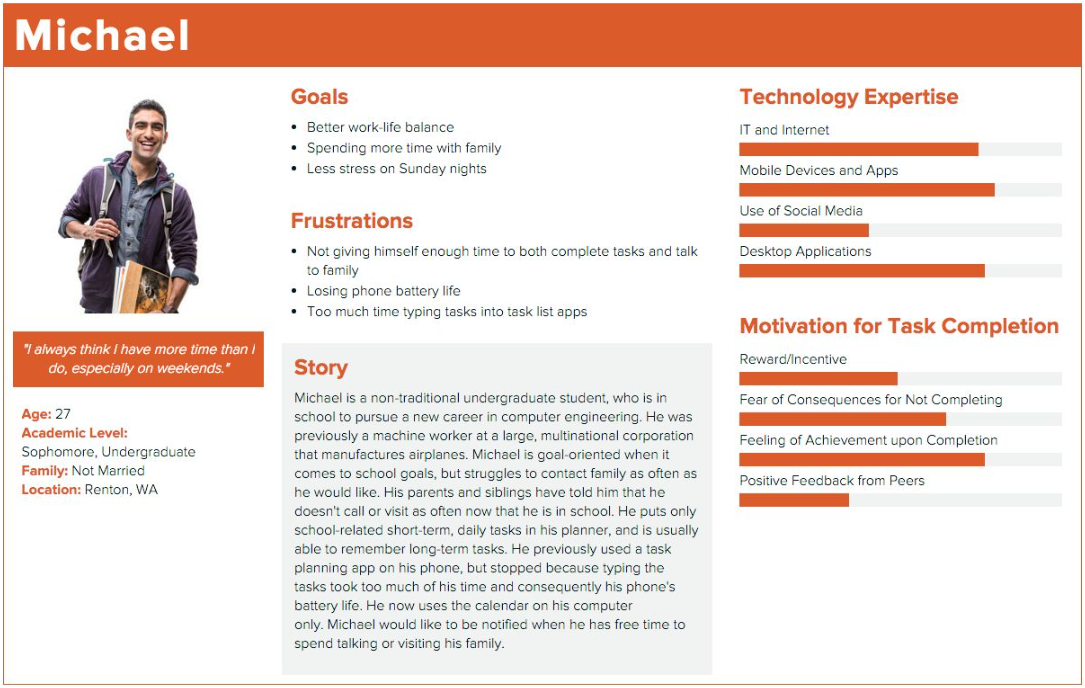 Michael
"I always think I have more time than I
do, especially on weekends."
Age: 27
Academic Level:
Sophomore, Undergraduate
Family: Not Married
Location: Renton, WA
Goals
• Better work-life balance
• Spending more time with family
• Less stress on Sunday nights
Frustrations
• Not giving himself enough time to both complete tasks and talk
to family
• Losing phone battery life
• Too much time typing tasks into task list apps
Story
Michael is a non-traditional undergraduate student, who is in
school to pursue a new career in computer engineering. He was
previously a machine worker at a large, multinational corporation
that manufactures airplanes. Michael is goal-oriented when it
comes to school goals, but struggles to contact family as often as
he would like. His parents and siblings have told him that he
doesn't call or visit as often now that he is in school. He puts only
school-related short-term, daily tasks in his planner, and is usually
able to remember long-term tasks. He previously used a task
planning app on his phone, but stopped because typing the
tasks took too much of his time and consequently his phone's
battery life. He now uses the calendar on his computer
only. Michael would like to be notified when he has free time to
spend talking or visiting his family.
Technology Expertise
IT and Internet
Mobile Devices and Apps
Use of Social Media
Desktop Applications
Motivation for Task Completion
Reward/Incentive
Fear of Consequences for Not Completing
Feeling of Achievement upon Completion
Positive Feedback from Peers